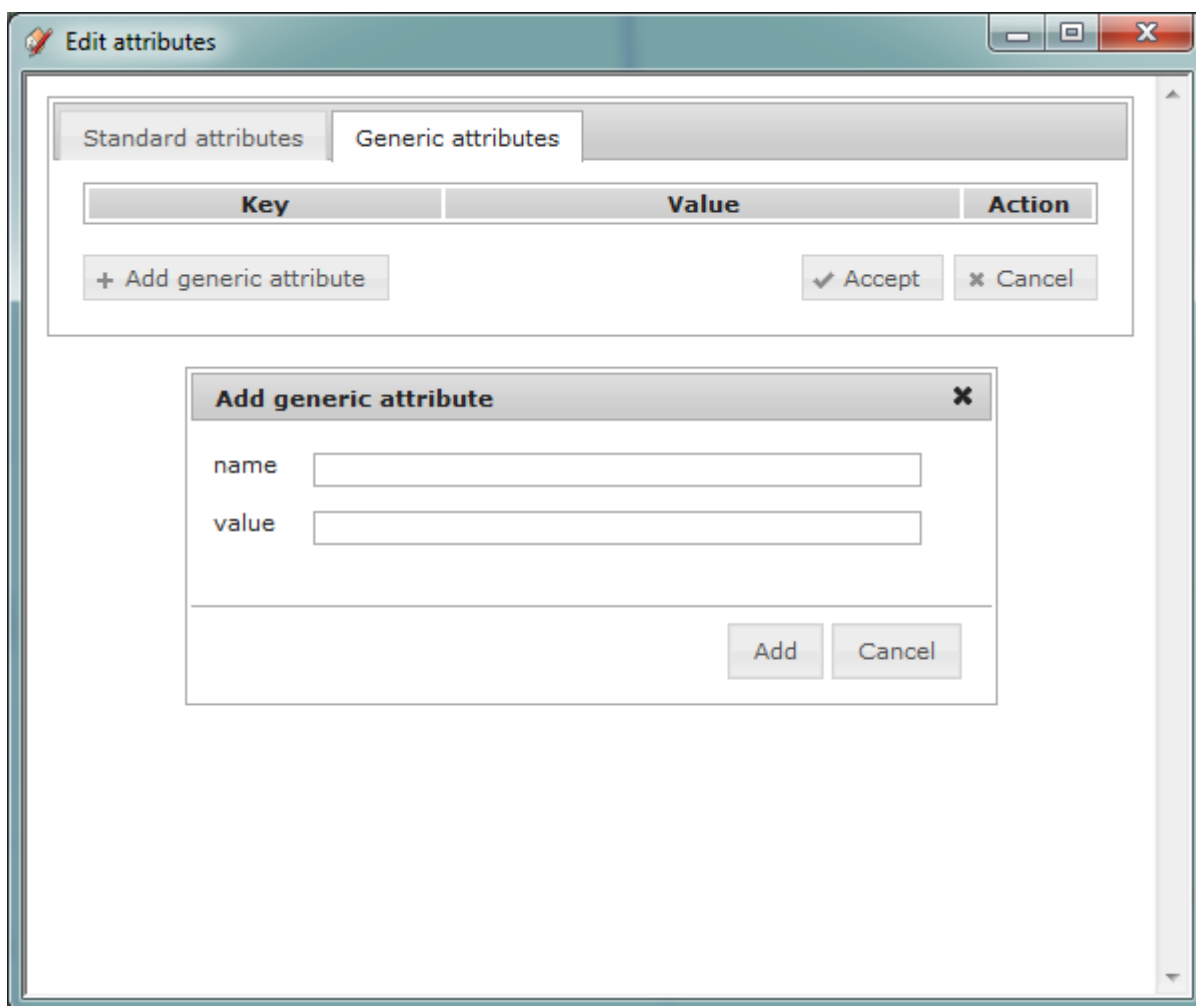 Edit attributes
Standard attributes Generic attributes
Key Value Action
+ Add generic attribute Accept Cancel
Add generic attribute
name
value
Add Cancel